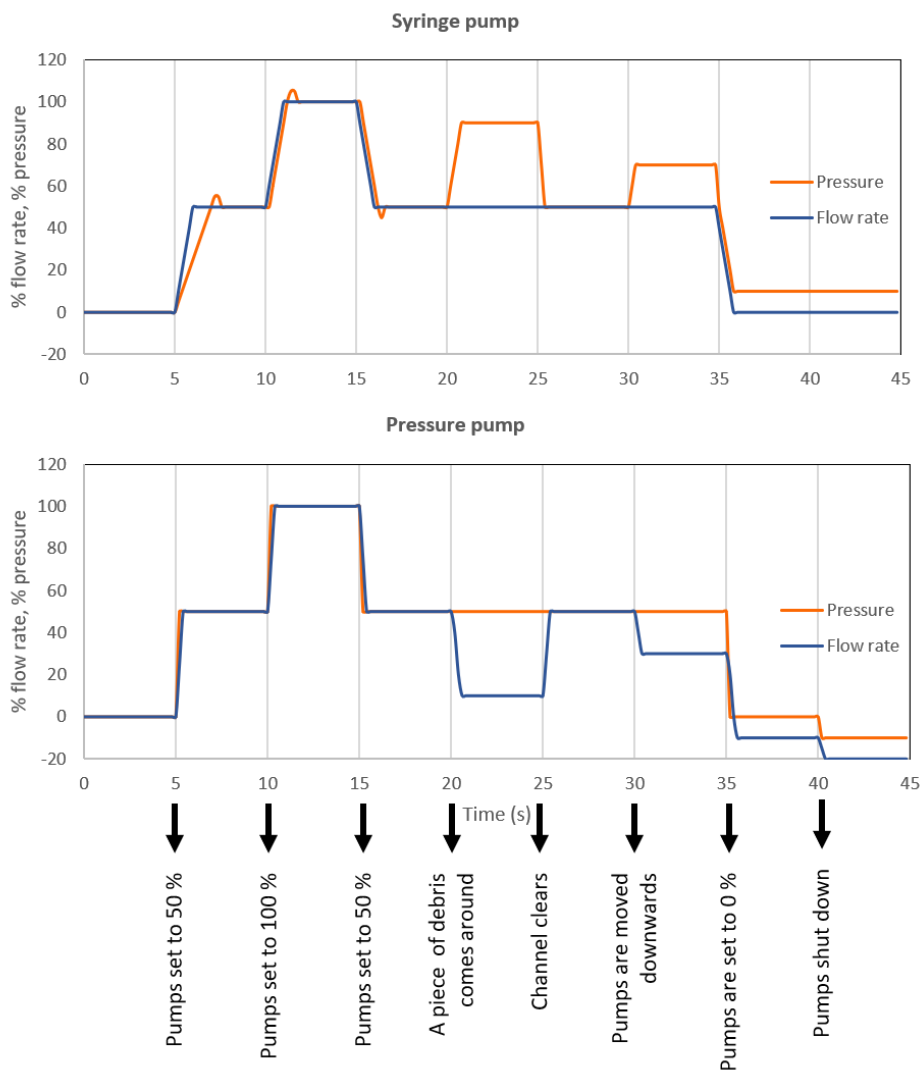 Syringe pump
% flow rate, % pressure
120
100
80
60
40
20
0
-20
Pressure
Flow rate
0 5 10 15 20 25 30 35 40 45
Pressure pump
% flow rate, % pressure
120
100
80
60
40
20
0
-20
Pressure
Flow rate
0 5 10 15 20 25 30 35 40 45
Time (s)
Pumps set to 50 %
Pumps set to 100 %
Pumps set to 50 %
A piece of debris
comes around
Channel clears
Pumps are moved
downwards
Pumps are set to 0 %
Pumps shut down